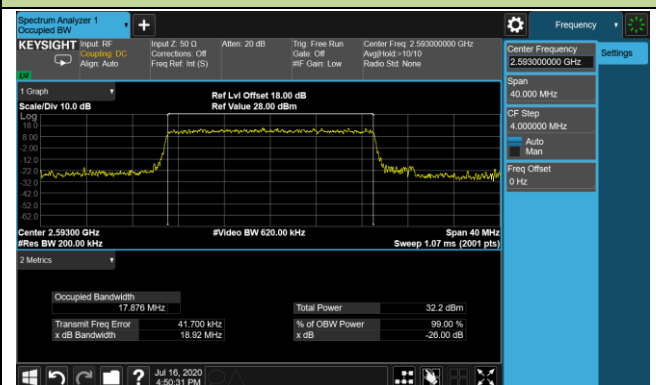 Spectrum Analyzer 1
Occupied BW
+
Frequency
KEYSIGHT
Input: RF
Coupling: DC
Align: Auto
Input Z: 50 Ω
Corrections: Off
Freq Ref: Int (S)
Atten: 20 dB
Trig: Free Run
Gate: Off
#IF Gain: Low
Center Freq: 2.593000000 GHz
Avg|Hold:>10/10
Radio Std: None
LXI
Center Frequency
2.593000000 GHz
Settings
Span
40.000 MHz
CF Step
4.000000 MHz
Auto
Man
Freq Offset
0 Hz
1 Graph
Scale/Div 10.0 dB
Ref Lvl Offset 18.00 dB
Ref Value 28.00 dBm
Log
18.0
8.00
-2.00
-12.0
-22.0
-32.0
-42.0
-52.0
-62.0
Center 2.59300 GHz
#Res BW 200.00 kHz
#Video BW 620.00 kHz
Span 40 MHz
Sweep 1.07 ms (2001 pts)
2 Metrics
Occupied Bandwidth
17.876 MHz
Transmit Freq Error 41.700 kHz
x dB Bandwidth 18.92 MHz
Total Power 32.2 dBm
% of OBW Power 99.00 %
x dB -26.00 dB
?
Jul 16, 2020
4:50:31 PM